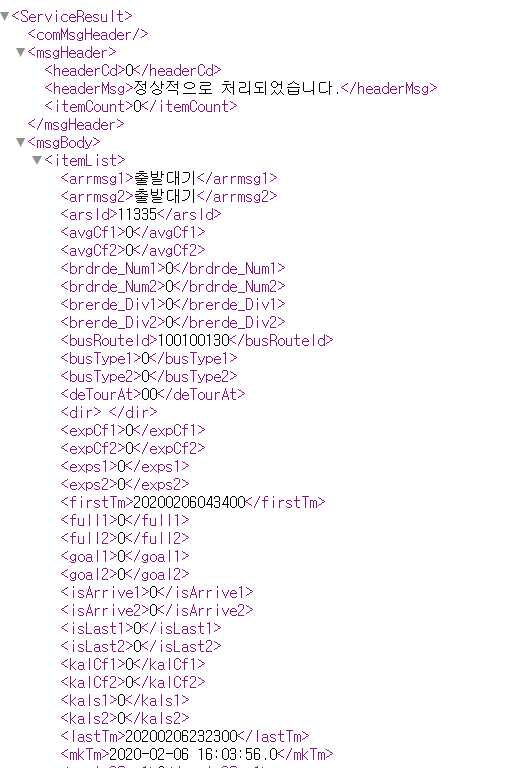 <ServiceResult>
<comMsgHeader/>
<msgHeader>
<headerCd>0</headerCd>
<headerMsg>정상적으로 처리되었습니다.</headerMsg>
<itemCount>0</itemCount>
</msgHeader>
<msgBody>
<itemList>
<arrmsg1>출발대기</arrmsg1>
<arrmsg2>출발대기</arrmsg2>
<arsId>11335</arsId>
<avgCf1>0</avgCf1>
<avgCf2>0</avgCf2>
<brdrde_Num1>0</brdrde_Num1>
<brdrde_Num2>0</brdrde_Num2>
<brerde_Div1>0</brerde_Div1>
<brerde_Div2>0</brerde_Div2>
<busRouteId>100100130</busRouteId>
<busType1>0</busType1>
<busType2>0</busType2>
<deTourAt>00</deTourAt>
<dir> </dir>
<expCf1>0</expCf1>
<expCf2>0</expCf2>
<exps1>0</exps1>
<exps2>0</exps2>
<firstTm>20200206043400</firstTm>
<full1>0</full1>
<full2>0</full2>
<goal1>0</goal1>
<goal2>0</goal2>
<isArrive1>0</isArrive1>
<isArrive2>0</isArrive2>
<isLast1>0</isLast1>
<isLast2>0</isLast2>
<kalCf1>0</kalCf1>
<kalCf2>0</kalCf2>
<kals1>0</kals1>
<kals2>0</kals2>
<lastTm>20200206232300</lastTm>
<mkTm>2020-02-06 16:03:56.0</mkTm>